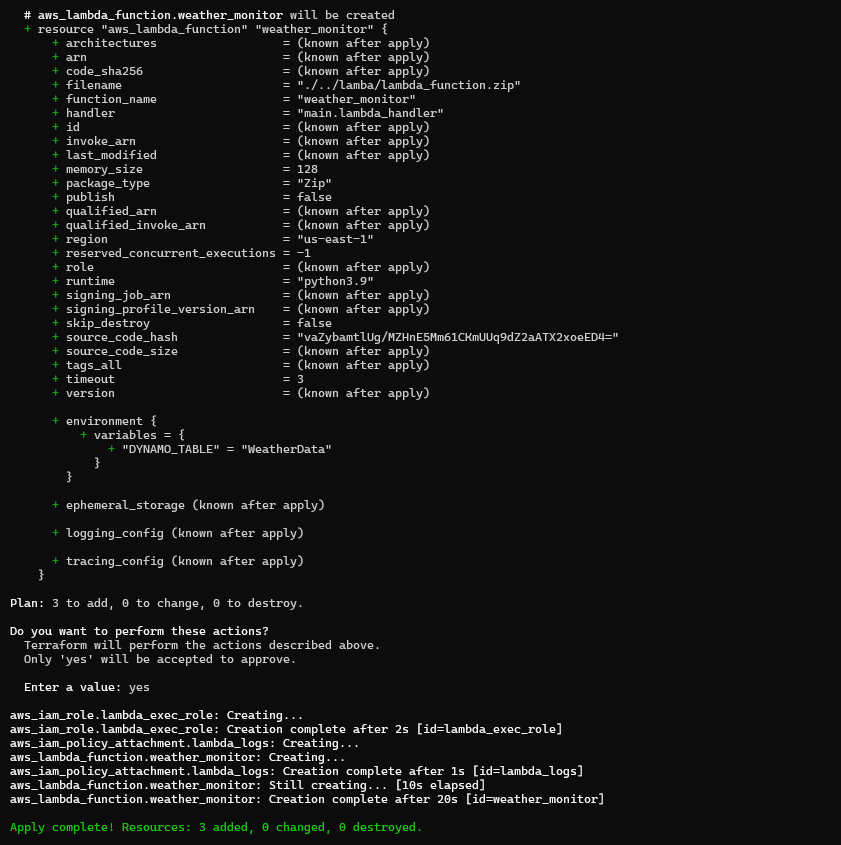 # aws_lambda_function.weather_monitor will be created
+ resource "aws_lambda_function" "weather_monitor" {
+ architectures = (known after apply)
+ arn = (known after apply)
+ code_sha256 = (known after apply)
+ filename = "./../lamba/lambda_function.zip"
+ function_name = "weather_monitor"
+ handler = "main.lambda_handler"
+ id = (known after apply)
+ invoke_arn = (known after apply)
+ last_modified = (known after apply)
+ memory_size = 128
+ package_type = "Zip"
+ publish = false
+ qualified_arn = (known after apply)
+ qualified_invoke_arn = (known after apply)
+ region = "us-east-1"
+ reserved_concurrent_executions = -1
+ role = (known after apply)
+ runtime = "python3.9"
+ signing_job_arn = (known after apply)
+ signing_profile_version_arn = (known after apply)
+ skip_destroy = false
+ source_code_hash = "vaZybamtlUg/MZHnE5Mm61CKmUUq9dZ2aATX2xoeED4="
+ source_code_size = (known after apply)
+ tags_all = (known after apply)
+ timeout = 3
+ version = (known after apply)
+ environment {
+ variables = {
+ "DYNAMO_TABLE" = "WeatherData"
}
}
+ ephemeral_storage (known after apply)
+ logging_config (known after apply)
+ tracing_config (known after apply)
}
Plan: 3 to add, 0 to change, 0 to destroy.
Do you want to perform these actions?
Terraform will perform the actions described above.
Only 'yes' will be accepted to approve.
Enter a value: yes
aws_iam_role.lambda_exec_role: Creating...
aws_iam_role.lambda_exec_role: Creation complete after 2s [id=lambda_exec_role]
aws_iam_policy_attachment.lambda_logs: Creating...
aws_lambda_function.weather_monitor: Creating...
aws_iam_policy_attachment.lambda_logs: Creation complete after 1s [id=lambda_logs]
aws_lambda_function.weather_monitor: Still creating... [10s elapsed]
aws_lambda_function.weather_monitor: Creation complete after 20s [id=weather_monitor]
Apply complete! Resources: 3 added, 0 changed, 0 destroyed.